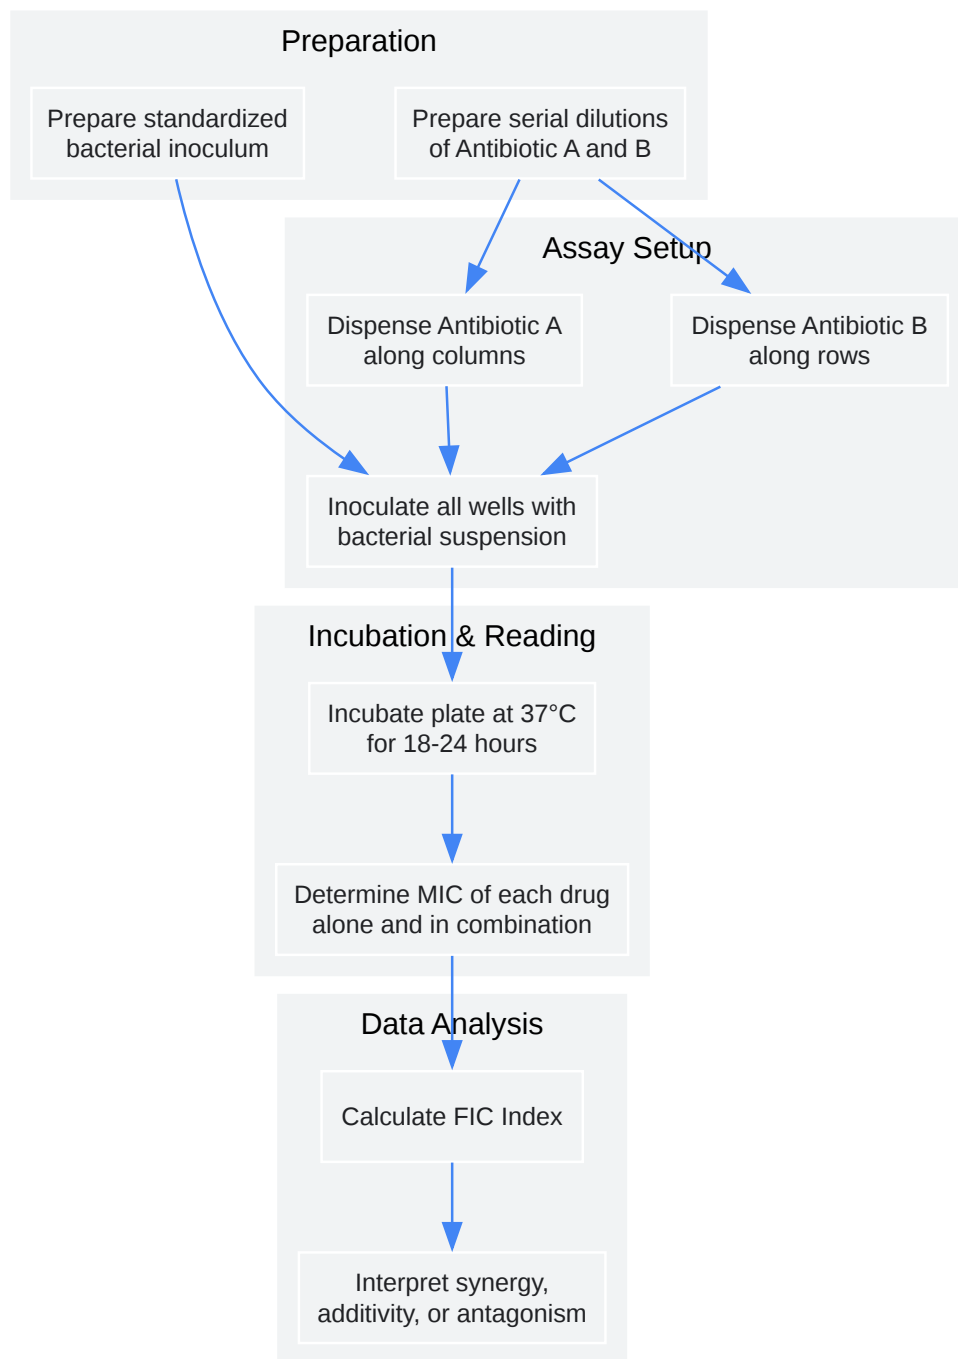 Preparation
Prepare standardized
bacterial inoculum
Prepare serial dilutions
of Antibiotic A and B
Assay Setup
Dispense Antibiotic A
along columns
Dispense Antibiotic B
along rows
Inoculate all wells with
bacterial suspension
Incubation & Reading
Incubate plate at 37°C
for 18-24 hours
Determine MIC of each drug
alone and in combination
Data Analysis
Calculate FIC Index
Interpret synergy,
additivity, or antagonism